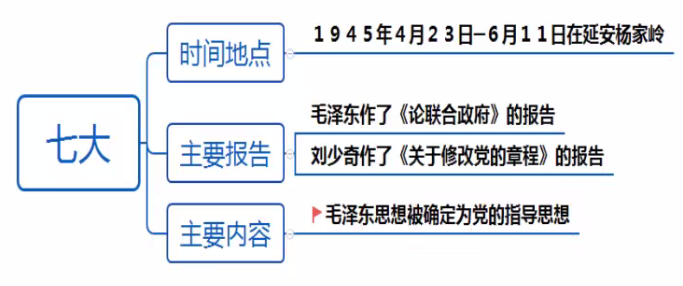 七大
时间地点
1945年4月23日—6月11日在延安杨家岭
主要报告
毛泽东作了《论联合政府》的报告
刘少奇作了《关于修改党的章程》的报告
主要内容
毛泽东思想被确定为党的指导思想